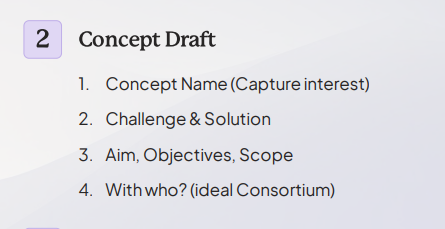 2 Concept Draft
1. Concept Name (Capture interest)
2. Challenge & Solution
3. Aim, Objectives, Scope
4. With who? (ideal Consortium)